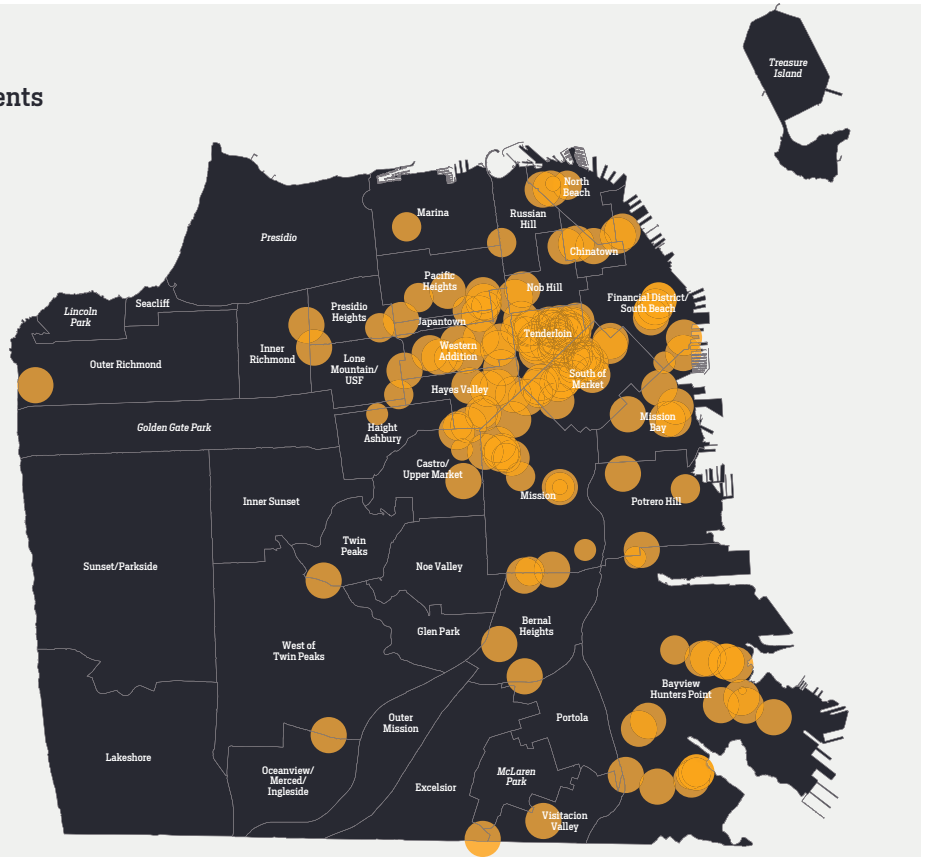 ents
Treasure
Island
North
Beach
Marina
Russian
Hill
Presidio
Chinatown
Pacific
Heights
Nob Hill
Seacliff
Lincoln
Park
Presidio
Heights
Japantown
Financial District/
South Beach
Tenderloin
Outer Richmond
Inner
Richmond
Lone
Mountain/
USF
Western
Addition
South of
Market
Hayes Valley
Golden Gate Park
Haight
Ashbury
Mission
Bay
Castro/
Upper Market
Inner Sunset
Mission
Potrero Hill
Sunset/Parkside
Twin
Peaks
Noe Valley
Glen Park
Bernal
Heights
West of
Twin Peaks
Bayview
Hunters Point
Outer
Mission
Portola
Lakeshore
Oceanview/
Merced/
Ingleside
Excelsior
McLaren
Park
Visitacion
Valley